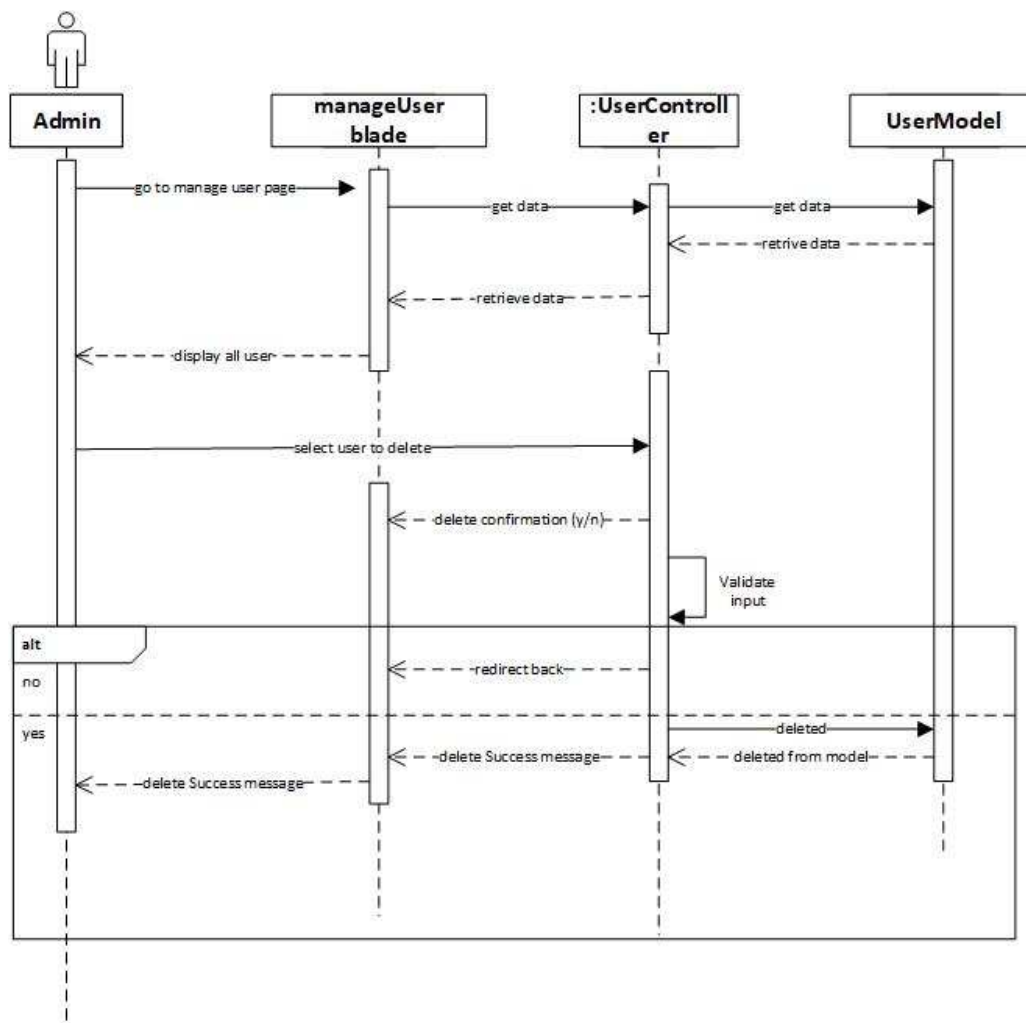 Admin
manageUser
blade
:UserControll
er
UserModel
go to manage user page
get data
get data
retrive data
retrieve data
display all user
select user to delete
delete confirmation (y/n)
Validate
input
alt
redirect back
no
yes
deleted
delete Success message
deleted from model
delete Success message